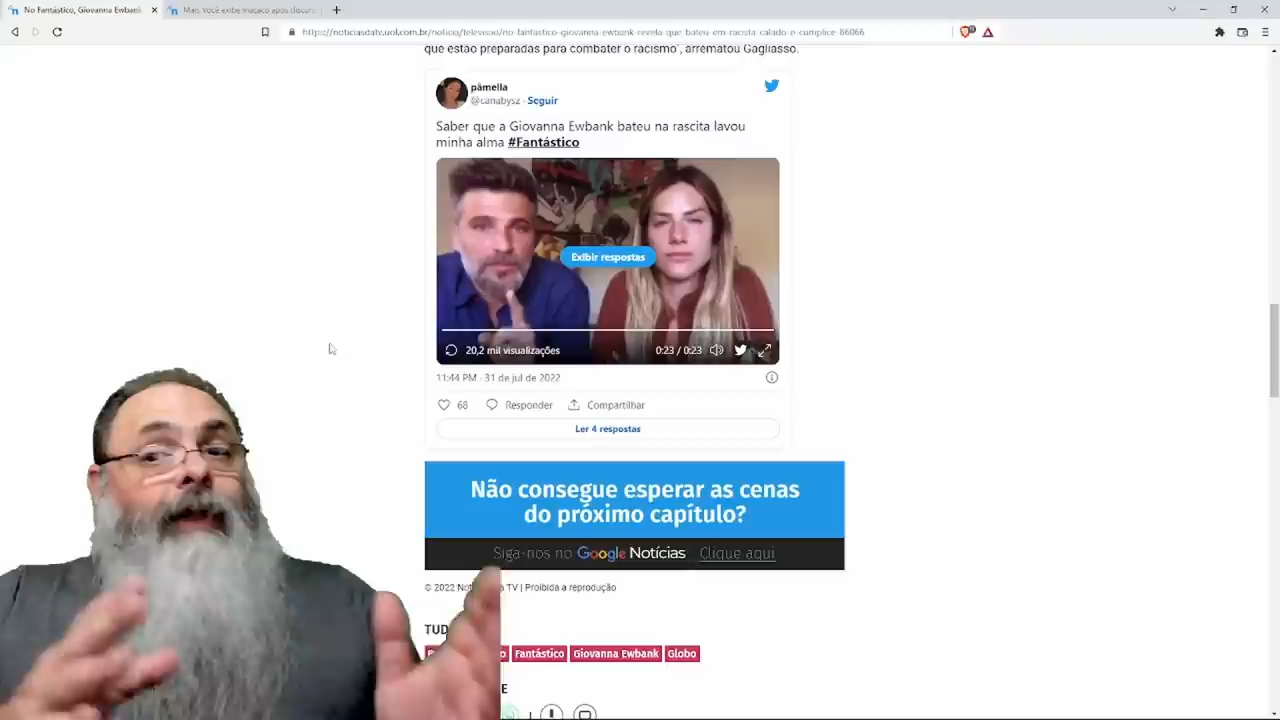 No Fantástico, Giovanna Ewbank
Mais Você exibe macaco após discurs
https://noticiasdatv.uol.com.br/noticia/televisao/no-fantastico-giovanna-ewbank-revela-que-bateu-em-racista-calado-e-cumplice-86066
que estão preparadas para combater o racismo', arrematou Gagliasso.
pâmella
@canabysz · Seguir
Saber que a Giovanna Ewbank bateu na rascita lavou
minha alma #Fantástico
Exibir respostas
20,2 mil visualizações
0:23 / 0:23
11:44 PM · 31 de jul de 2022
68 Responder Compartilhar
Ler 4 respostas
Não consegue esperar as cenas
do próximo capítulo?
Siga-nos no Google Notícias Clique aqui
© 2022 TV | Proibida a reprodução
TUD
Fantástico Giovanna Ewbank Globo
E